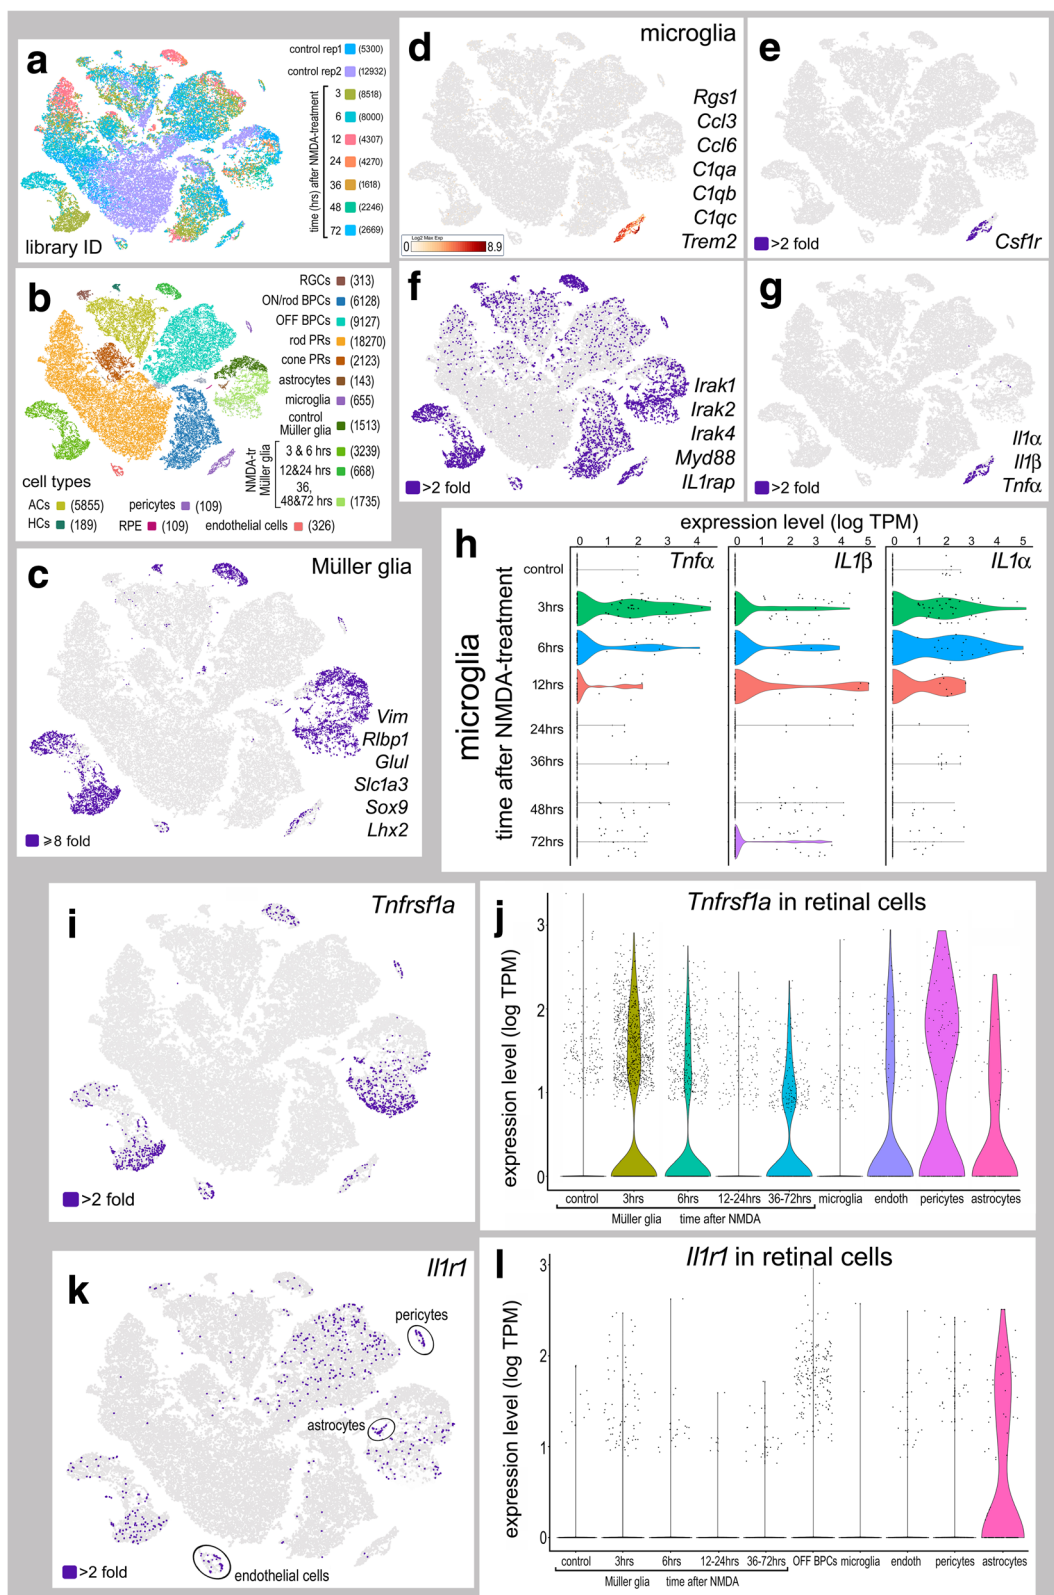 a
control rep1 (5300)
control rep2 (12932)
time (hrs) after NMDA-treatment
3 (8518)
6 (8000)
12 (4307)
24 (4270)
36 (1618)
48 (2246)
72 (2669)
library ID
b
RGCs (313)
ON/rod BPCs (6128)
OFF BPCs (9127)
rod PRs (18270)
cone PRs (2123)
astrocytes (143)
microglia (655)
control
Müller glia (1513)
NMDA-tr
Müller glia
3 & 6 hrs (3239)
12&24 hrs (668)
36,
48&72 hrs (1735)
cell types
ACs (5855) pericytes (109)
HCs (189) RPE (109) endothelial cells (326)
c
Müller glia
Vim
Rlbp1
Glul
Slc1a3
Sox9
Lhx2
⩾8 fold
d
microglia
Rgs1
Ccl3
Ccl6
C1qa
C1qb
C1qc
Trem2
Log2 Max Exp
0 8.9
e
>2 fold
Csf1r
f
Irak1
Irak2
Irak4
Myd88
IL1rap
>2 fold
g
Il1α
Il1β
Tnfα
>2 fold
h
expression level (log TPM)
0 1 2 3 4 0 1 2 3 4 5 0 1 2 3 4 5
Tnfα IL1β IL1α
microglia
time after NMDA-treatment
control
3hrs
6hrs
12hrs
24hrs
36hrs
48hrs
72hrs
i
Tnfrsf1a
>2 fold
j
Tnfrsf1a in retinal cells
expression level (log TPM)
3
2
1
0
control 3hrs 6hrs 12-24hrs 36-72hrs microglia endoth pericytes astrocytes
Müller glia time after NMDA
k
Il1r1
pericytes
astrocytes
>2 fold
endothelial cells
l
Il1r1 in retinal cells
expression level (log TPM)
3
2
1
0
control 3hrs 6hrs 12-24hrs 36-72hrs OFF BPCs microglia endoth pericytes astrocytes
Müller glia time after NMDA